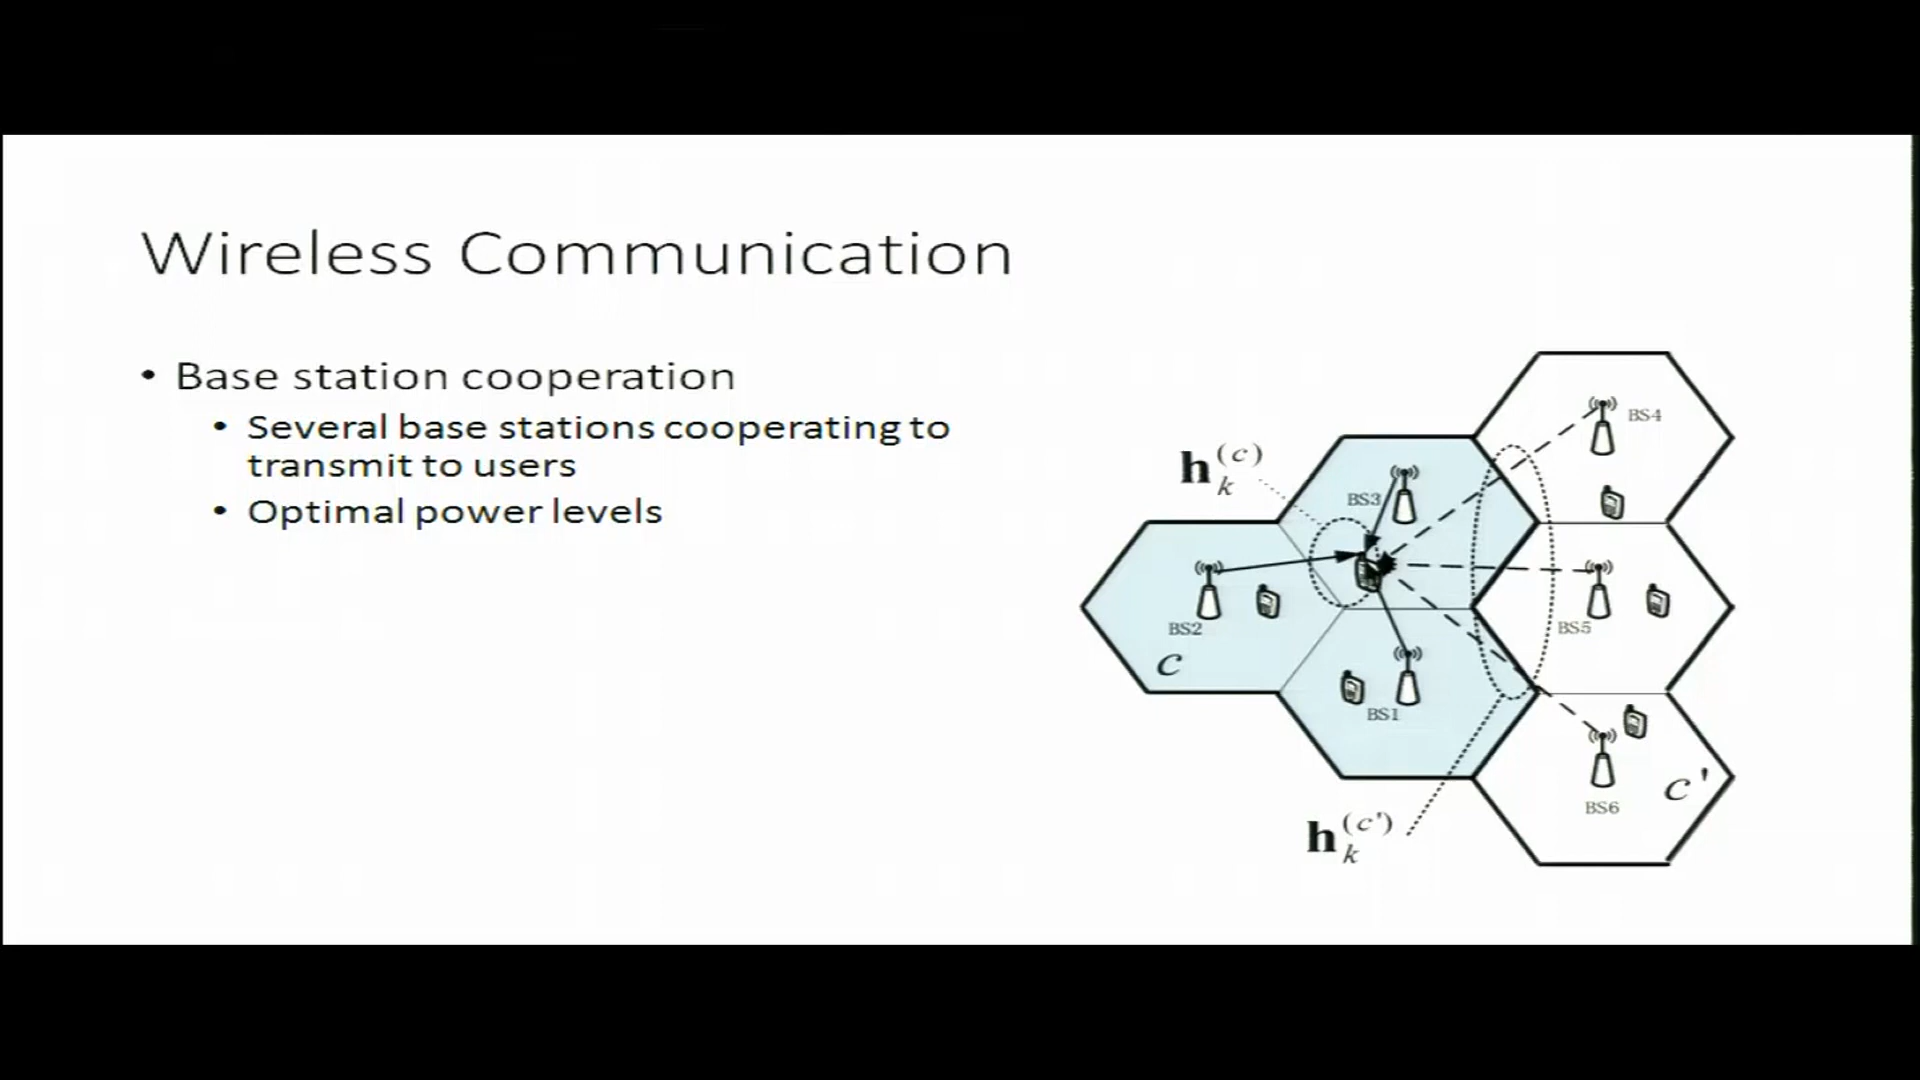 Wireless Communication
• Base station cooperation
• Several base stations cooperating to
transmit to users
• Optimal power levels
BS4
h_k^(c)
BS3
BS2
BS5
c
BS1
c'
BS6
h_k^(c')